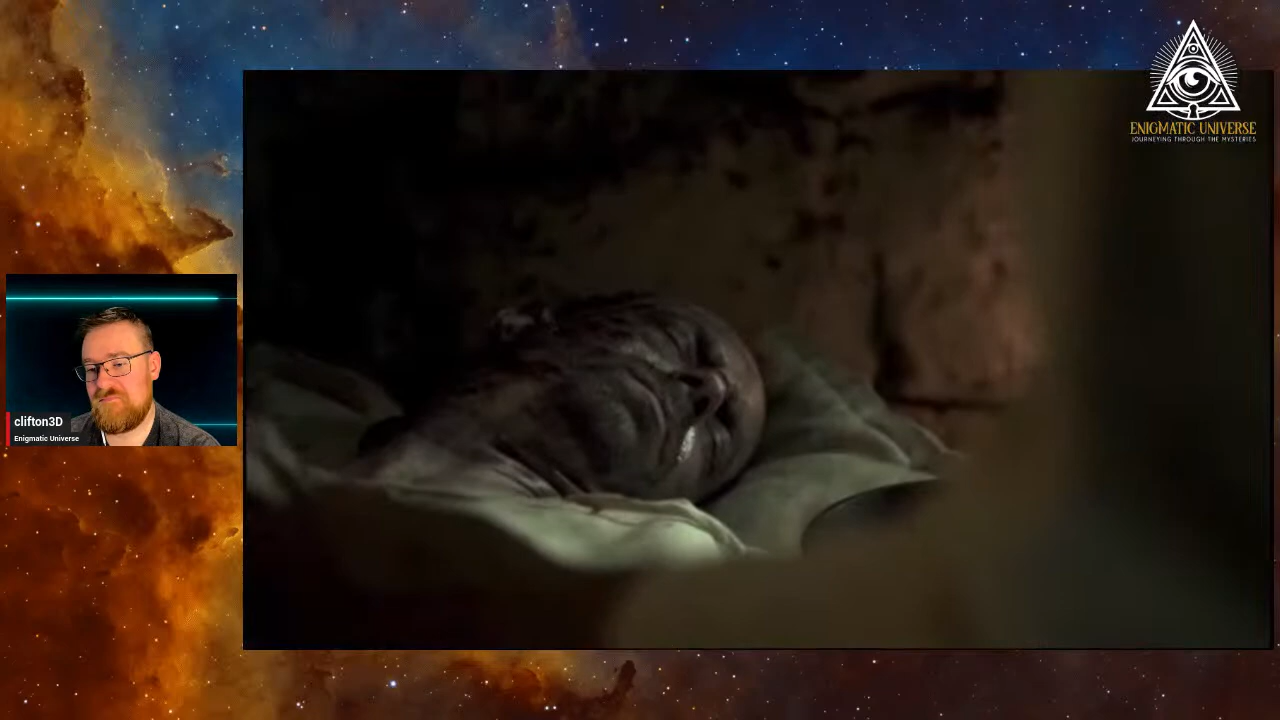 ENIGMATIC UNIVERSE
JOURNEYING THROUGH THE MYSTERIES
clifton3D
Enigmatic Universe